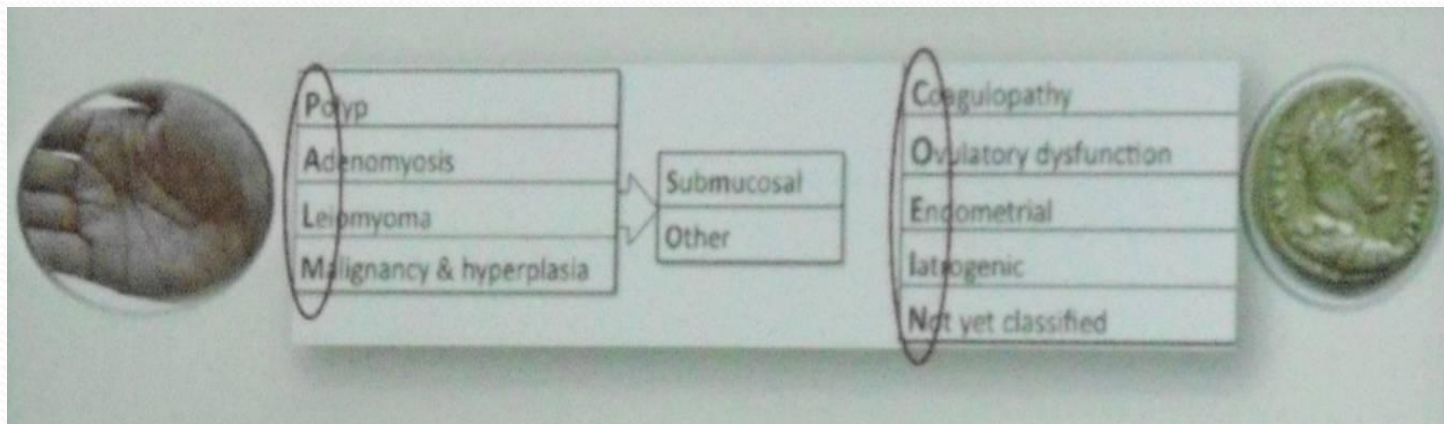 Polyp
Adenomyosis
Leiomyoma
Malignancy & hyperplasia
Submucosal
Other
Coagulopathy
Ovulatory dysfunction
Endometrial
Iatrogenic
Not yet classified